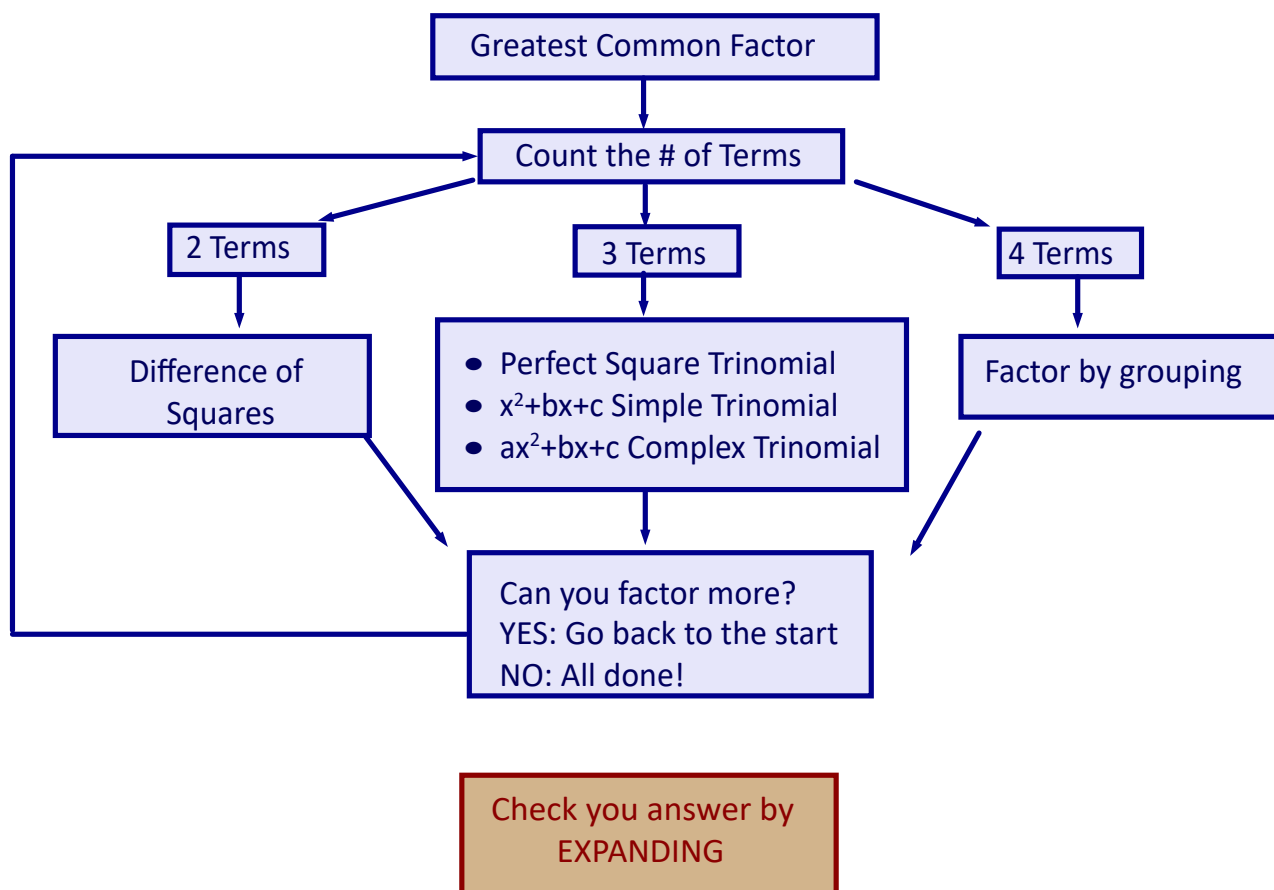 Greatest Common Factor
Count the # of Terms
2 Terms
3 Terms
4 Terms
Difference of
Squares
• Perfect Square Trinomial
• x²+bx+c Simple Trinomial
• ax²+bx+c Complex Trinomial
Factor by grouping
Can you factor more?
YES: Go back to the start
NO: All done!
Check you answer by
EXPANDING